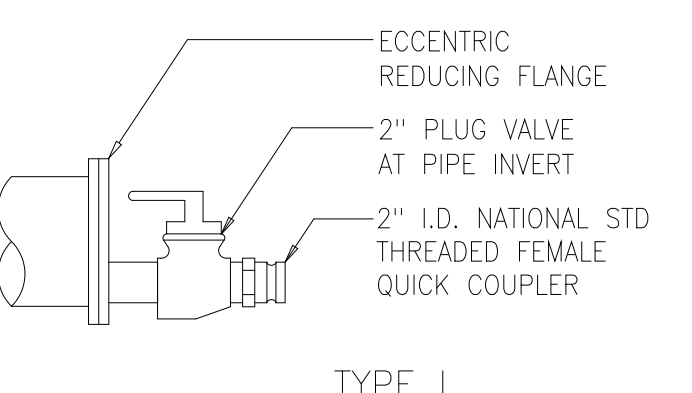 ECCENTRIC
REDUCING FLANGE
2" PLUG VALVE
AT PIPE INVERT
2" I.D. NATIONAL STD
THREADED FEMALE
QUICK COUPLER
TYPE I